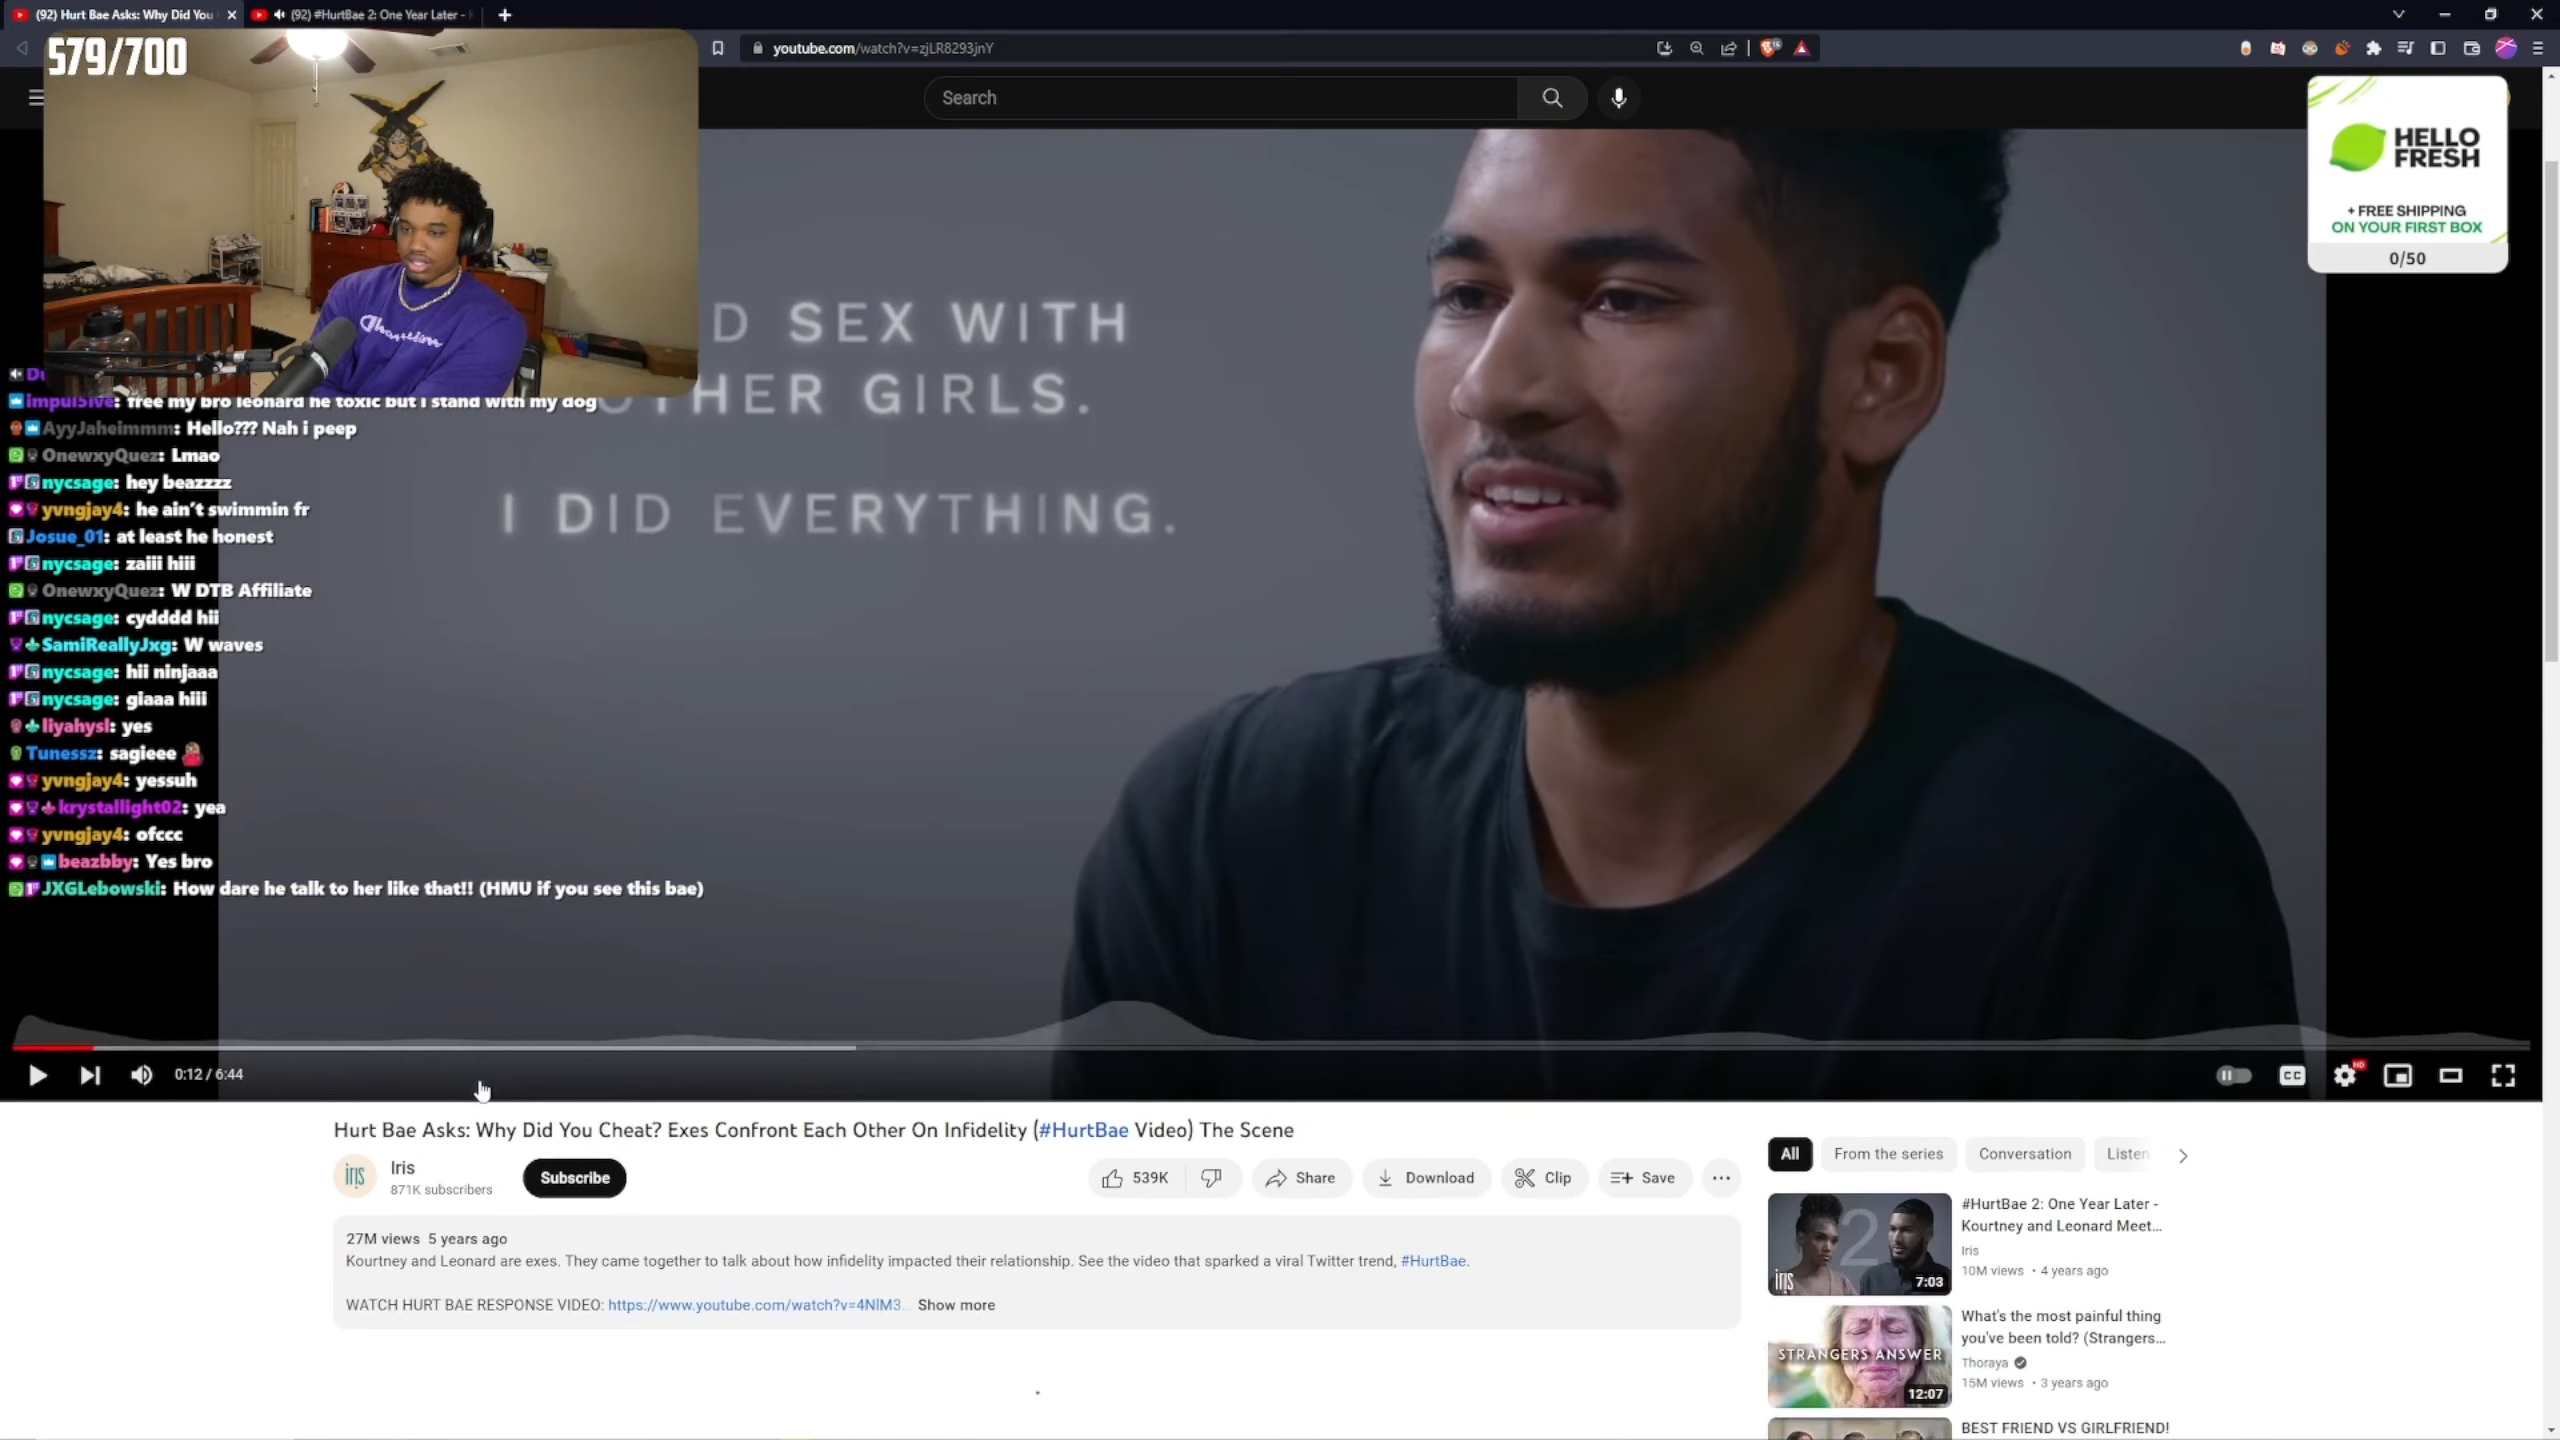 (92) Hurt Bae Asks: Why Did You
(92) #HurtBae 2: One Year Later -
579/700
youtube.com/watch?v=zjLR8293jnY
Search
HELLO
FRESH
+ FREE SHIPPING
ON YOUR FIRST BOX
0/50
Champion
D SEX WITH
OTHER GIRLS.
I DID EVERYTHING.
impul5ive: free my bro leonard he toxic but i stand with my dog
AyyJaheimmm: Hello??? Nah i peep
OnewxyQuez: Lmao
nycsage: hey beazzzz
yvngjay4: he ain't swimmin fr
Josue_01: at least he honest
nycsage: zaiii hiii
OnewxyQuez: W DTB Affiliate
nycsage: cydddd hii
SamiReallyJxg: W waves
nycsage: hii ninjaaa
nycsage: giaaa hiii
liyahysl: yes
Tunessz: sagieee
yvngjay4: yessuh
krystallight02: yea
yvngjay4: ofccc
beazbby: Yes bro
JXGLebowski: How dare he talk to her like that!! (HMU if you see this bae)
0:12 / 6:44
CC
HD
Hurt Bae Asks: Why Did You Cheat? Exes Confront Each Other On Infidelity (#HurtBae Video) The Scene
iris
Iris
871K subscribers
Subscribe
539K
Share
Download
Clip
Save
27M views 5 years ago
Kourtney and Leonard are exes. They came together to talk about how infidelity impacted their relationship. See the video that sparked a viral Twitter trend, #HurtBae.
WATCH HURT BAE RESPONSE VIDEO: https://www.youtube.com/watch?v=4NlM3... Show more
All
From the series
Conversation
Listen
2
iris
7:03
#HurtBae 2: One Year Later -
Kourtney and Leonard Meet...
Iris
10M views • 4 years ago
STRANGERS ANSWER
12:07
What's the most painful thing
you've been told? (Strangers...
Thoraya
15M views • 3 years ago
BEST FRIEND VS GIRLFRIEND!